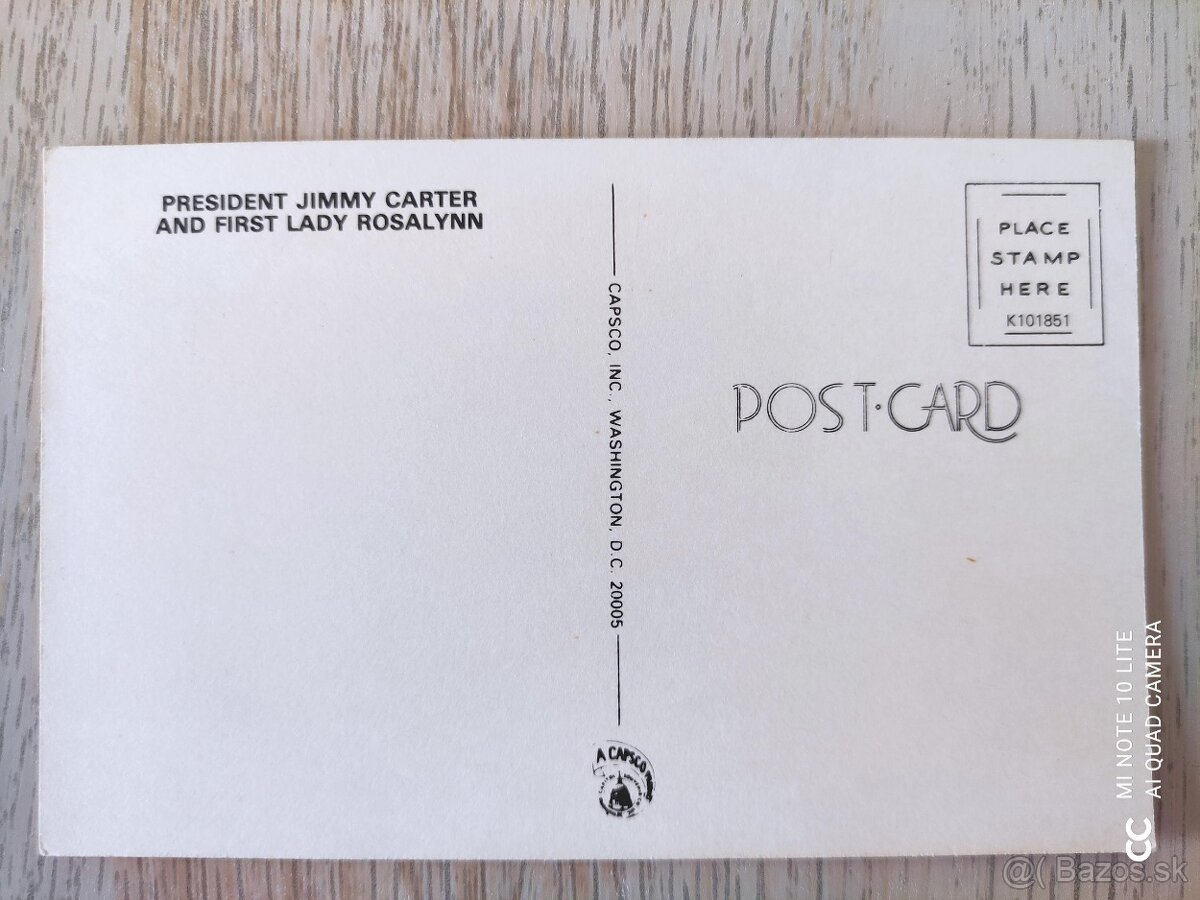 PRESIDENT JIMMY CARTER
AND FIRST LADY ROSALYNN
CAPSCO, INC., WASHINGTON, D.C. 20005
PLACE
STAMP
HERE
K101851
POST·CARD
A CAPSCO
MI NOTE 10 LITE
AI QUAD CAMERA
@( Bazos.sk